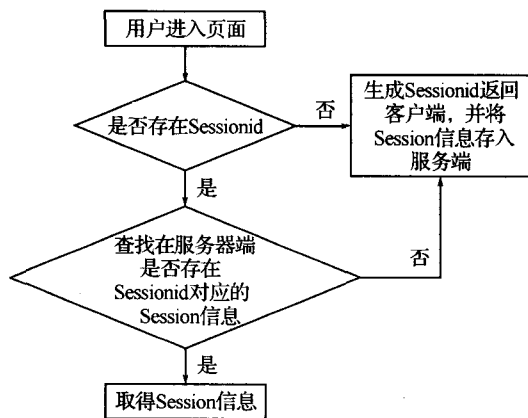 用户进入页面
是否存在Sessionid
否
生成Sessionid返回
客户端，并将
Session信息存入
服务端
是
查找在服务器端
是否存在
Sessionid对应的
Session信息
否
是
取得Session信息